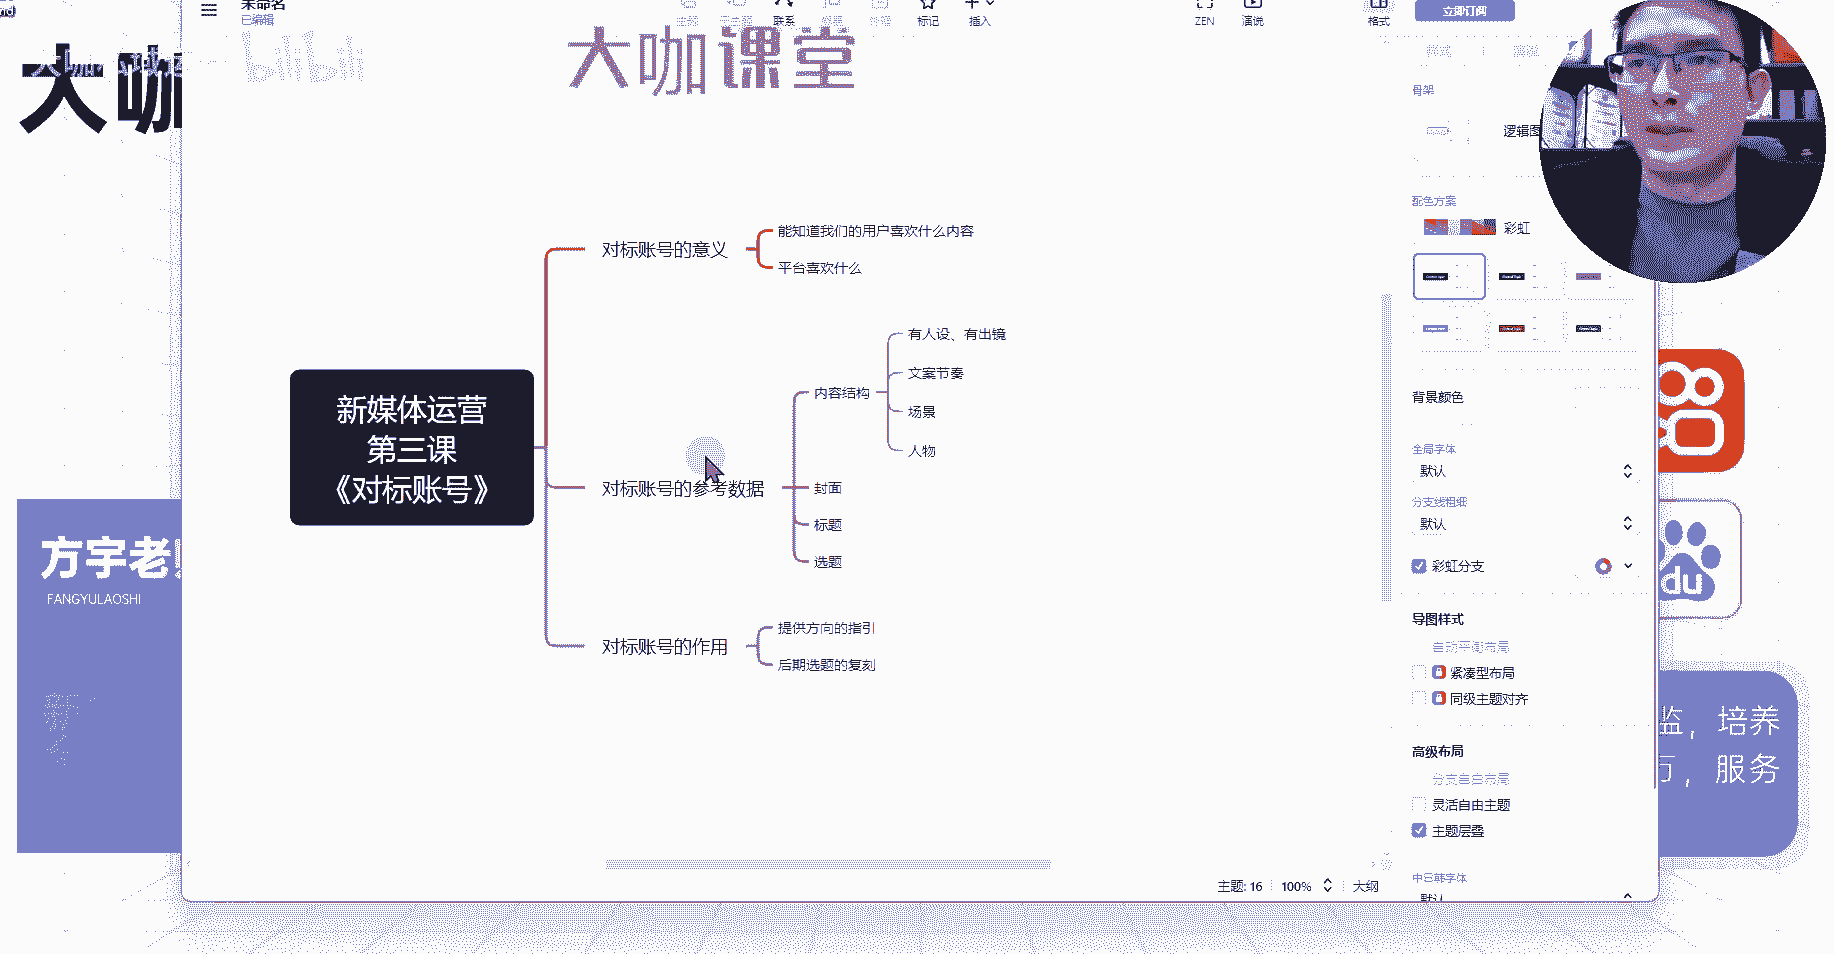 未命名
已编辑
联系
标记
插入
ZEN
演说
格式
立即订阅
大咖
bilibili
大咖课堂
骨架
逻辑图
配色方案
彩虹
能知道我们的用户喜欢什么内容
对标账号的意义
平台喜欢什么
有人设、有出镜
文案节奏
内容结构
场景
人物
新媒体运营
第三课
《对标账号》
对标账号的参考数据
封面
标题
选题
提供方向的指引
对标账号的作用
后期选题的复刻
背景颜色
全局字体
默认
分支线粗细
默认
彩虹分支
导图样式
自动平衡布局
紧凑型布局
同级主题对齐
高级布局
分支自由布局
灵活自由主题
主题层叠
中日韩字体
默认
主题: 16
100%
大纲
方宇老
FANGYULAOSHI
du
监，培养
万，服务